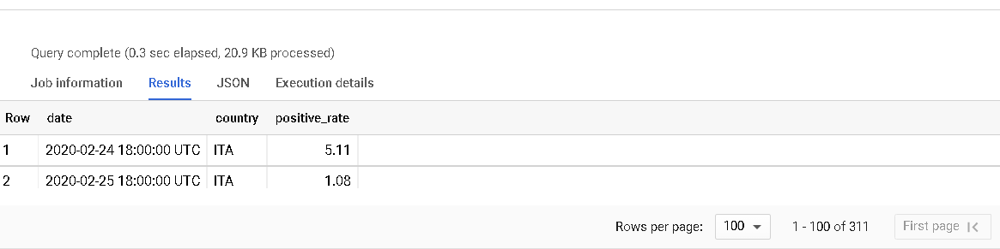 Query complete (0.3 sec elapsed, 20.9 KB processed)
Job information Results JSON Execution details
Row date country positive_rate
1 2020-02-24 18:00:00 UTC ITA 5.11
2 2020-02-25 18:00:00 UTC ITA 1.08
Rows per page: 100 1 - 100 of 311 First page